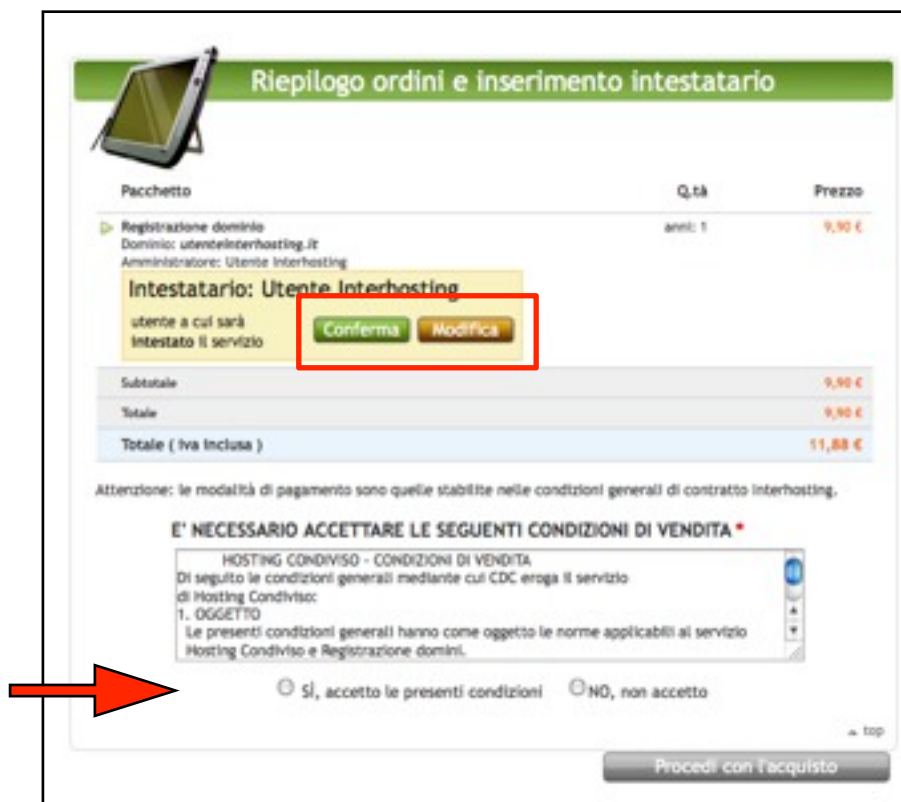 Riepilogo ordini e inserimento intestatario
Pacchetto Q.tà Prezzo
Registrazione dominio anni: 1 9,90 €
Dominio: utenteinterhosting.it
Amministratore: Utente Interhosting
Intestatario: Utente Interhosting
utente a cui sarà
intestato il servizio
Conferma Modifica
Subtotale 9,90 €
Totale 9,90 €
Totale ( iva inclusa ) 11,88 €
Attenzione: le modalità di pagamento sono quelle stabilite nelle condizioni generali di contratto Interhosting.
E' NECESSARIO ACCETTARE LE SEGUENTI CONDIZIONI DI VENDITA *
HOSTING CONDIVISO - CONDIZIONI DI VENDITA
Di seguito le condizioni generali mediante cui CDC eroga il servizio
di Hosting Condiviso:
1. OGGETTO
Le presenti condizioni generali hanno come oggetto le norme applicabili al servizio
Hosting Condiviso e Registrazione domini.
SÌ, accetto le presenti condizioni NO, non accetto
top
Procedi con l'acquisto